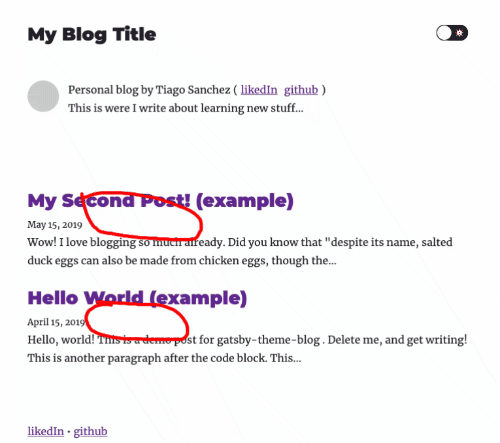 My Blog Title
Personal blog by Tiago Sanchez ( likedIn github )
This is were I write about learning new stuff...
My Second Post! (example)
May 15, 2019
Wow! I love blogging so much already. Did you know that "despite its name, salted
duck eggs can also be made from chicken eggs, though the...
Hello World (example)
April 15, 2019
Hello, world! This is a demo post for gatsby-theme-blog . Delete me, and get writing!
This is another paragraph after the code block. This...
likedIn • github